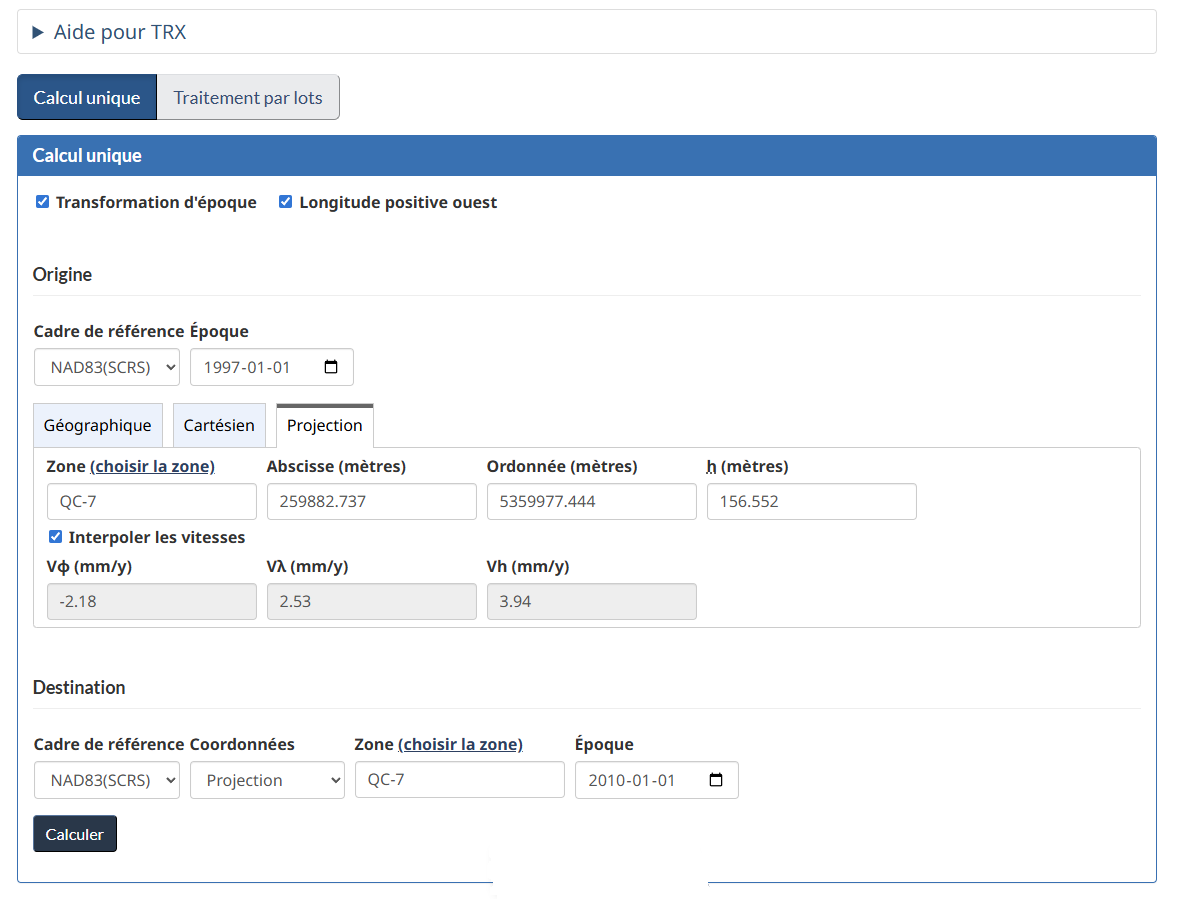 Aide pour TRX
Calcul unique Traitement par lots
Calcul unique
Transformation d'époque Longitude positive ouest
Origine
Cadre de référence Époque
NAD83(SCRS) 1997-01-01
Géographique Cartésien Projection
Zone (choisir la zone) Abscisse (mètres) Ordonnée (mètres) h (mètres)
QC-7 259882.737 5359977.444 156.552
Interpoler les vitesses
Vϕ (mm/y) Vλ (mm/y) Vh (mm/y)
-2.18 2.53 3.94
Destination
Cadre de référence Coordonnées Zone (choisir la zone) Époque
NAD83(SCRS) Projection QC-7 2010-01-01
Calculer